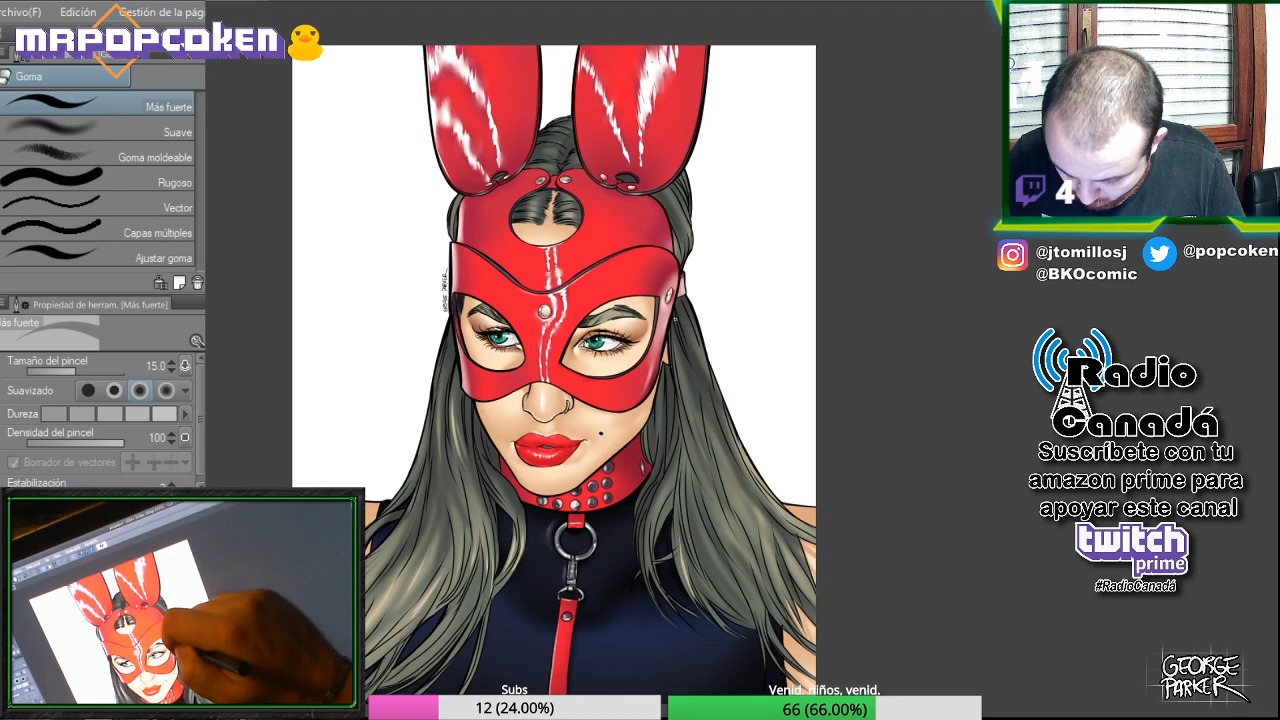 rchivo(F) Edición Gestión de la pág
MRPOPCOKEN
Goma
Más fuerte
Suave
Goma moldeable
Rugoso
Vector
Capas múltiples
Ajustar goma
Propiedad de herram. [Más fuerte]
ás fuerte
Tamaño del pincel 15.0
Suavizado
Dureza
Densidad del pincel 100
Borrador de vectores
Estabilización
4
@jtomillosj @popcoken
@BKOcomic
Radio
Canadá
Suscríbete con tu
amazon prime para
apoyar este canal
twitch
prime
#RadioCanadá
GEORGE
PARKER
Subs
12 (24.00%)
Venid, niños, venid.
66 (66.00%)